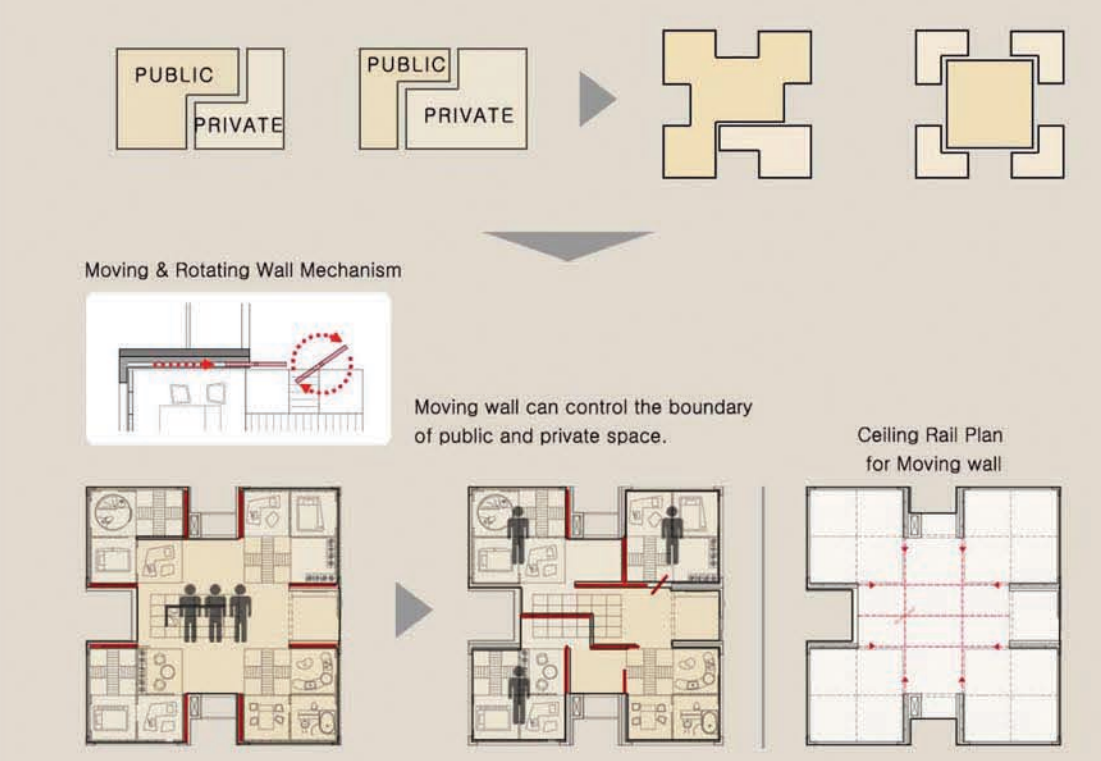 PUBLIC
PRIVATE
PUBLIC
PRIVATE
Moving & Rotating Wall Mechanism
Moving wall can control the boundary
of public and private space.
Ceiling Rail Plan
for Moving wall